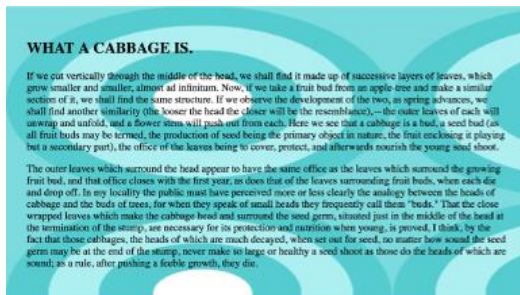 WHAT A CABBAGE IS.
If we cut vertically through the middle of the head, we shall find it made up of successive layers of leaves, which
grow smaller and smaller, almost ad infinitum. Now, if we take a fruit bud from an apple-tree and make a similar
section of it, we shall find the same structure. If we observe the development of the two, as spring advances, we
shall find another similarity (the looser the head the closer will be the resemblance),—the outer leaves of each will
unwrap and unfold, and a flower stem will push out from each. Here we see that a cabbage is a bud, a seed bud (as
all fruit buds may be termed, the production of seed being the primary object in nature, the fruit enclosing it playing
but a secondary part), the office of the leaves being to cover, protect, and afterwards nourish the young seed shoot.
The outer leaves which surround the head appear to have the same office as the leaves which surround the growing
fruit bud, and that office closes with the first year, as does that of the leaves surrounding fruit buds, when each die
and drop off. In my locality the public must have perceived more or less clearly the analogy between the heads of
cabbage and the buds of trees, for when they speak of small heads they frequently call them "buds." That the close
wrapped leaves which make the cabbage head and surround the seed germ, situated just in the middle of the head at
the termination of the stump, are necessary for its protection and nutrition when young, is proved, I think, by the
fact that those cabbages, the heads of which are much decayed, when set out for seed, no matter how sound the seed
germ may be at the end of the stump, never make so large or healthy a seed shoot as those do the heads of which are
sound; as a rule, after pushing a feeble growth, they die.